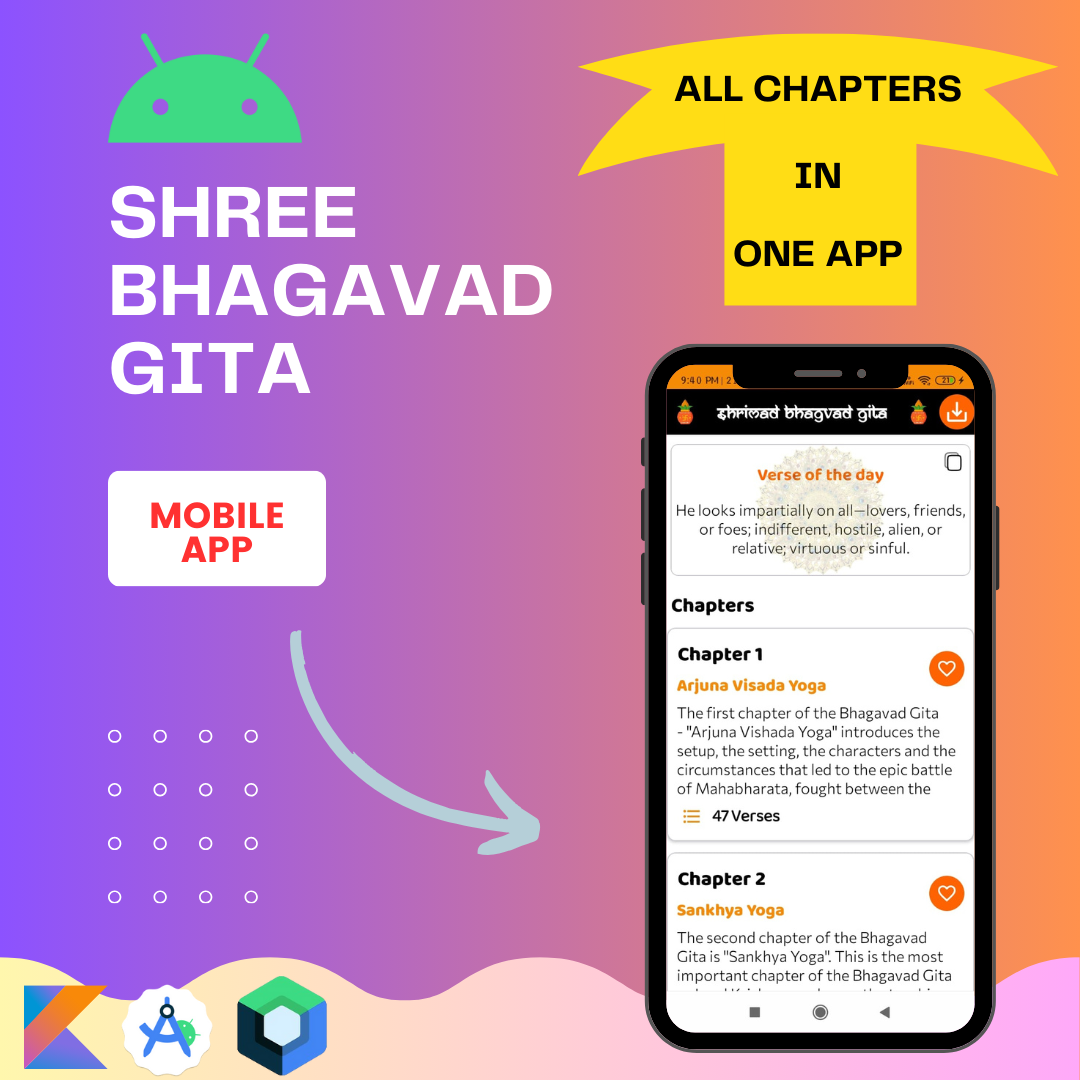 ALL CHAPTERS
IN
ONE APP
SHREE
BHAGAVAD
GITA
MOBILE
APP
9:40 PM | 2
21
shrimad bhagvad gita
Verse of the day
He looks impartially on all—lovers, friends,
or foes; indifferent, hostile, alien, or
relative; virtuous or sinful.
Chapters
Chapter 1
Arjuna Visada Yoga
The first chapter of the Bhagavad Gita
- "Arjuna Vishada Yoga" introduces the
setup, the setting, the characters and the
circumstances that led to the epic battle
of Mahabharata, fought between the
47 Verses
Chapter 2
Sankhya Yoga
The second chapter of the Bhagavad
Gita is "Sankhya Yoga". This is the most
important chapter of the Bhagavad Gita